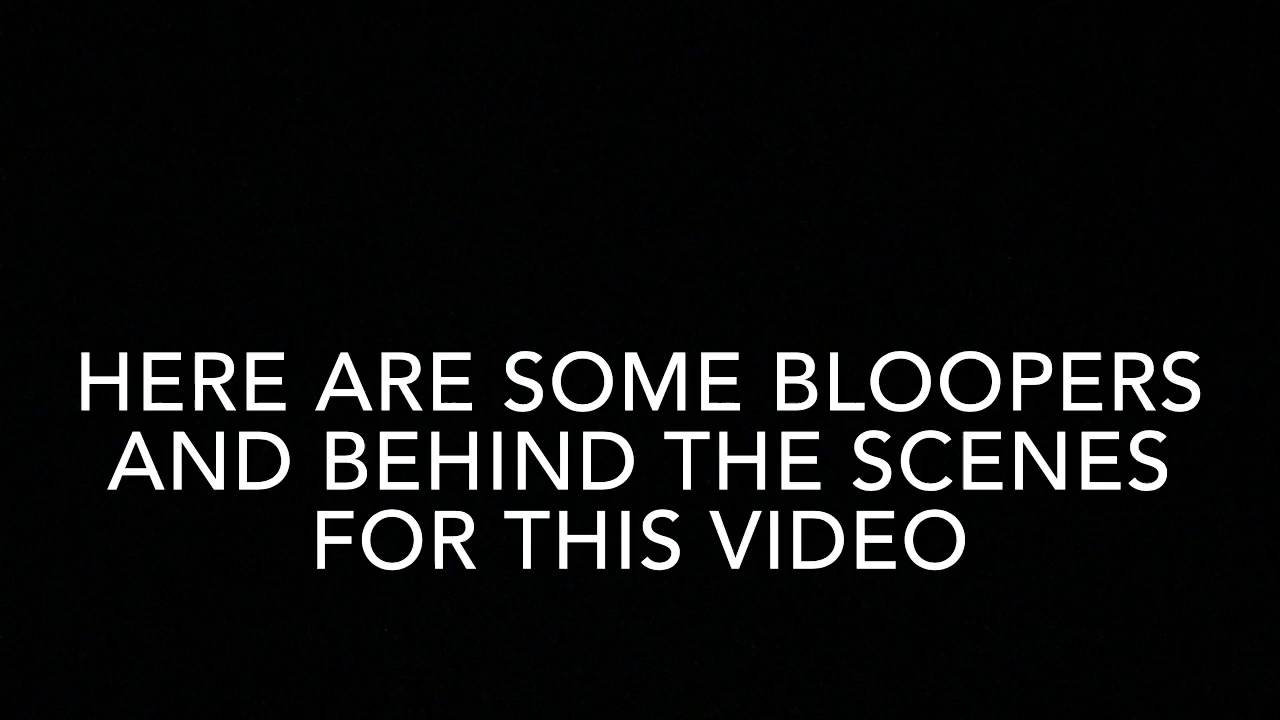 HERE ARE SOME BLOOPERS
AND BEHIND THE SCENES
FOR THIS VIDEO